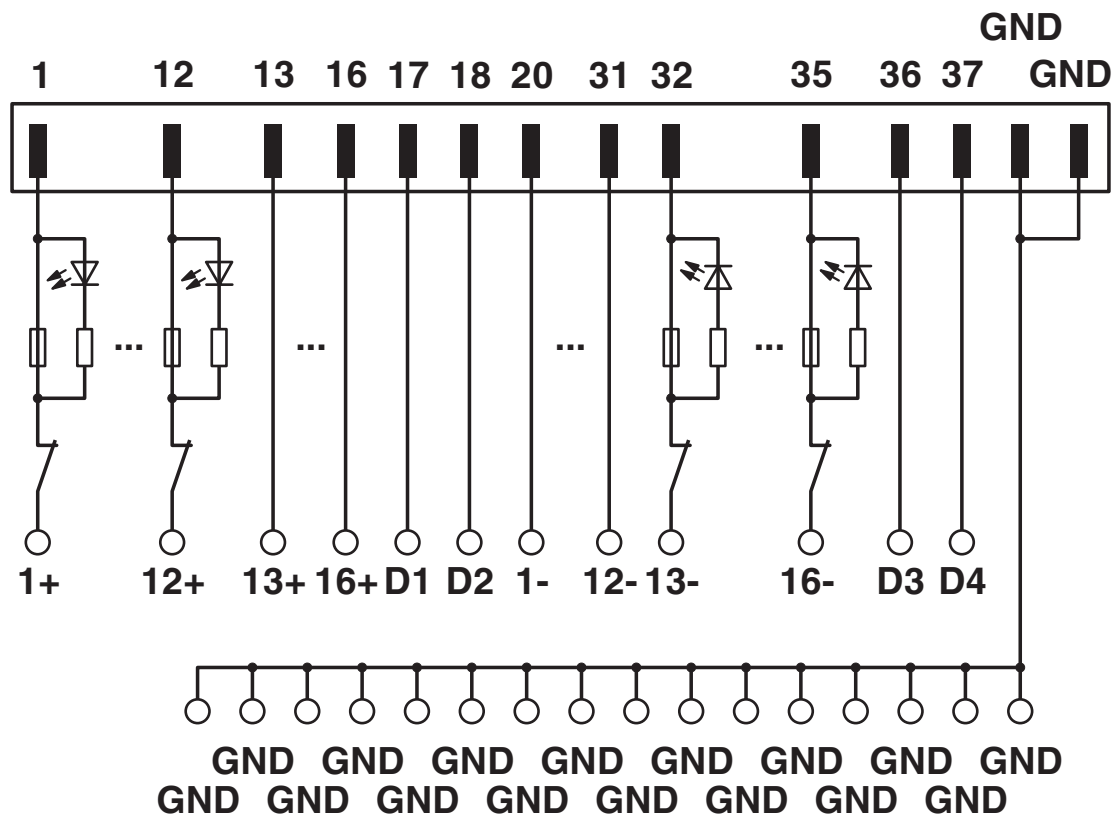 GND
1 12 13 16 17 18 20 31 32 35 36 37 GND
... ... ... ...
1+ 12+ 13+ 16+ D1 D2 1- 12- 13- 16- D3 D4
GND GND GND GND GND GND GND GND
GND GND GND GND GND GND GND GND